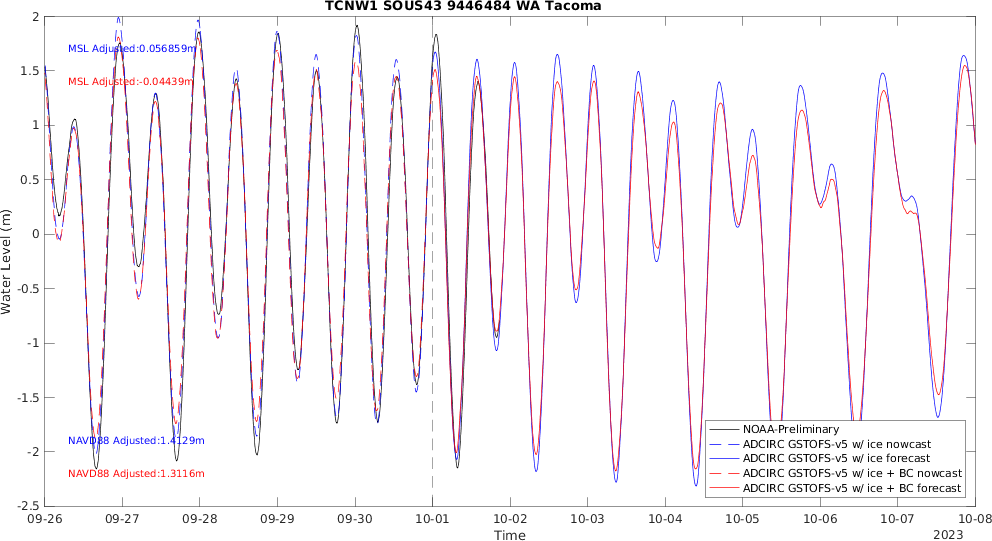 TCNW1 SOUS43 9446484 WA Tacoma
2
1.5
1
0.5
0
-0.5
-1
-1.5
-2
-2.5
Water Level (m)
MSL Adjusted:0.056859m
MSL Adjusted:-0.04439m
NAVD88 Adjusted:1.4129m
NAVD88 Adjusted:1.3116m
NOAA-Preliminary
ADCIRC GSTOFS-v5 w/ ice nowcast
ADCIRC GSTOFS-v5 w/ ice forecast
ADCIRC GSTOFS-v5 w/ ice + BC nowcast
ADCIRC GSTOFS-v5 w/ ice + BC forecast
09-26 09-27 09-28 09-29 09-30 10-01 10-02 10-03 10-04 10-05 10-06 10-07 10-08
Time
2023